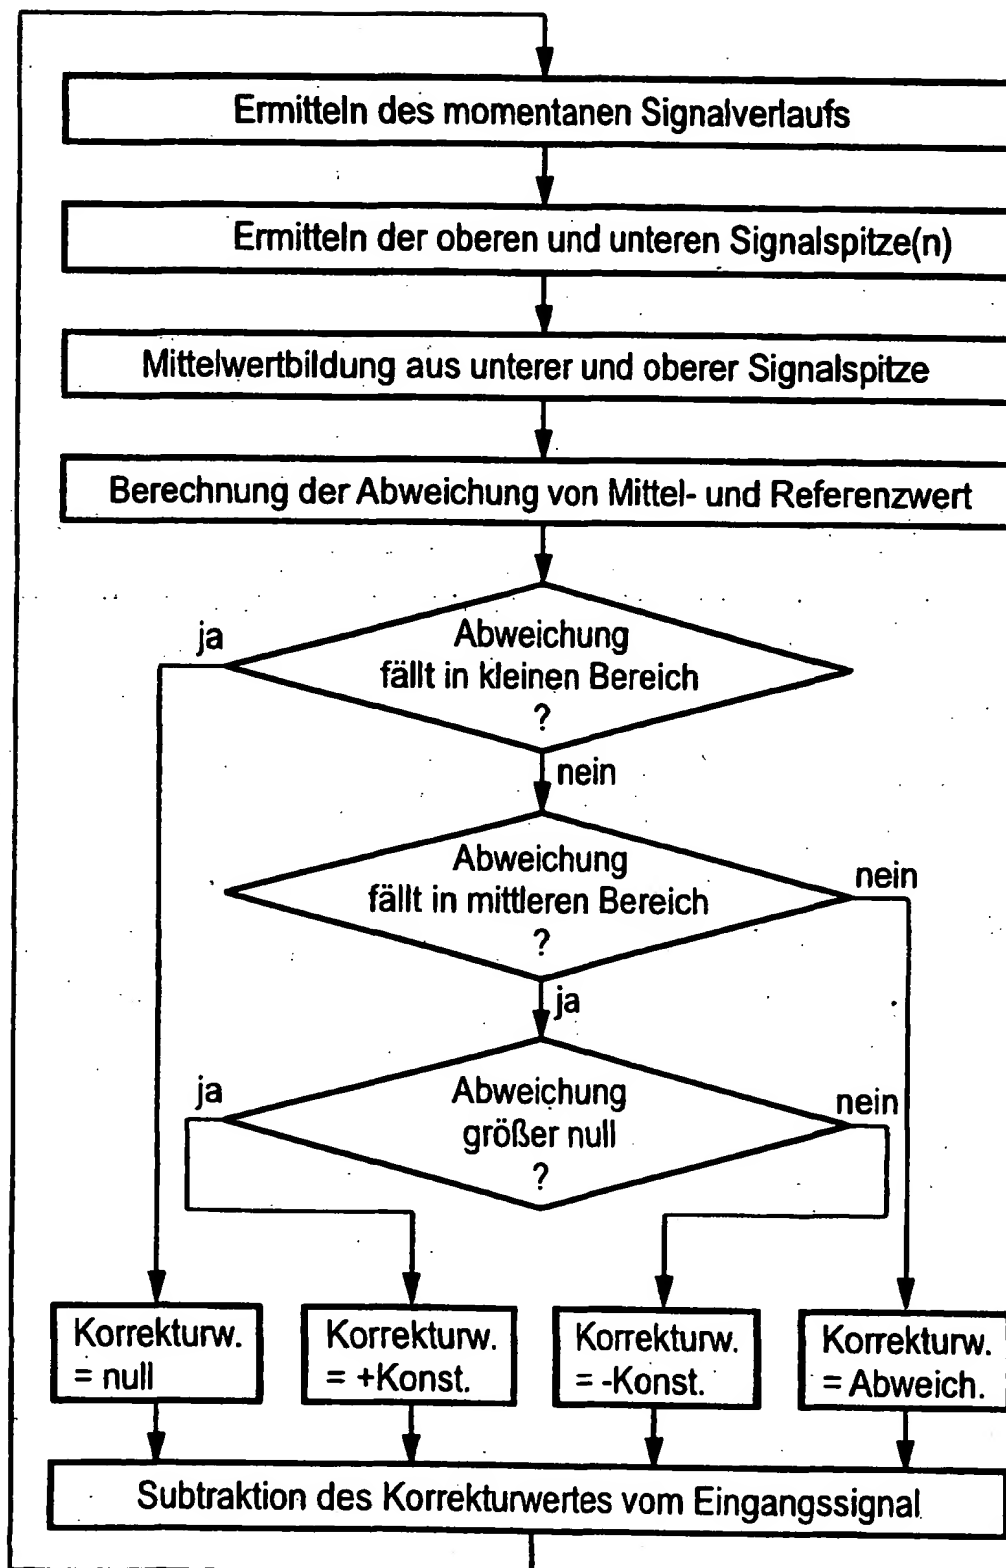 Ermitteln des momentanen Signalverlaufs
Ermitteln der oberen und unteren Signalspitze(n)
Mittelwertbildung aus unterer und oberer Signalspitze
Berechnung der Abweichung von Mittel- und Referenzwert
ja
Abweichung
fällt in kleinen Bereich
?
nein
Abweichung
fällt in mittleren Bereich
?
nein
ja
ja
Abweichung
größer null
?
nein
Korrekturw.
= null
Korrekturw.
= +Konst.
Korrekturw.
= -Konst.
Korrekturw.
= Abweich.
Subtraktion des Korrekturwertes vom Eingangssignal